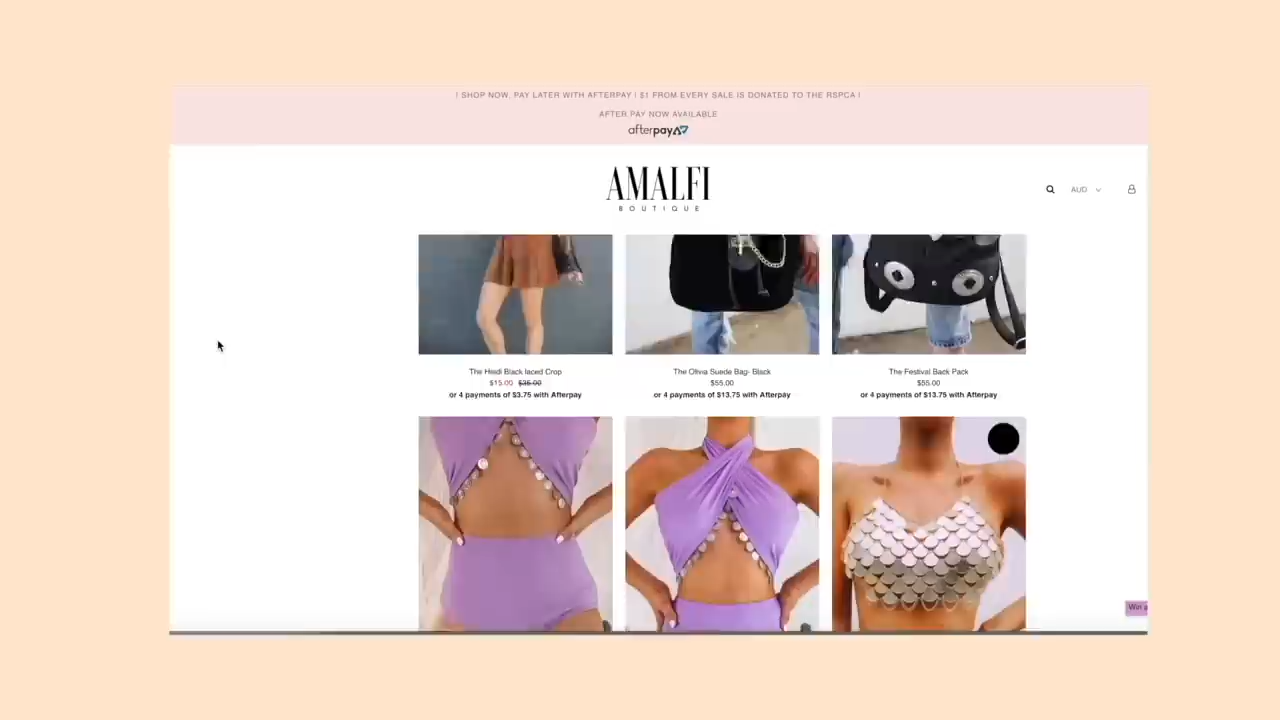 ! SHOP NOW, PAY LATER WITH AFTERPAY | $1 FROM EVERY SALE IS DONATED TO THE RSPCA !
AFTER PAY NOW AVAILABLE
afterpay
AMALFI
BOUTIQUE
AUD
The Heidi Black laced Crop
$15.00 $36.00
or 4 payments of $3.75 with Afterpay
The Olivia Suede Bag- Black
$55.00
or 4 payments of $13.75 with Afterpay
The Festival Back Pack
$55.00
or 4 payments of $13.75 with Afterpay
Win